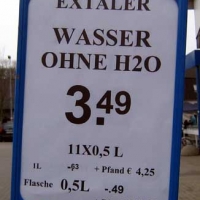 EXTALER
WASSER
OHNE H2O
3.49
11X0,5 L
1L -,63 + Pfand € 4,25
Flasche 0,5L -.49